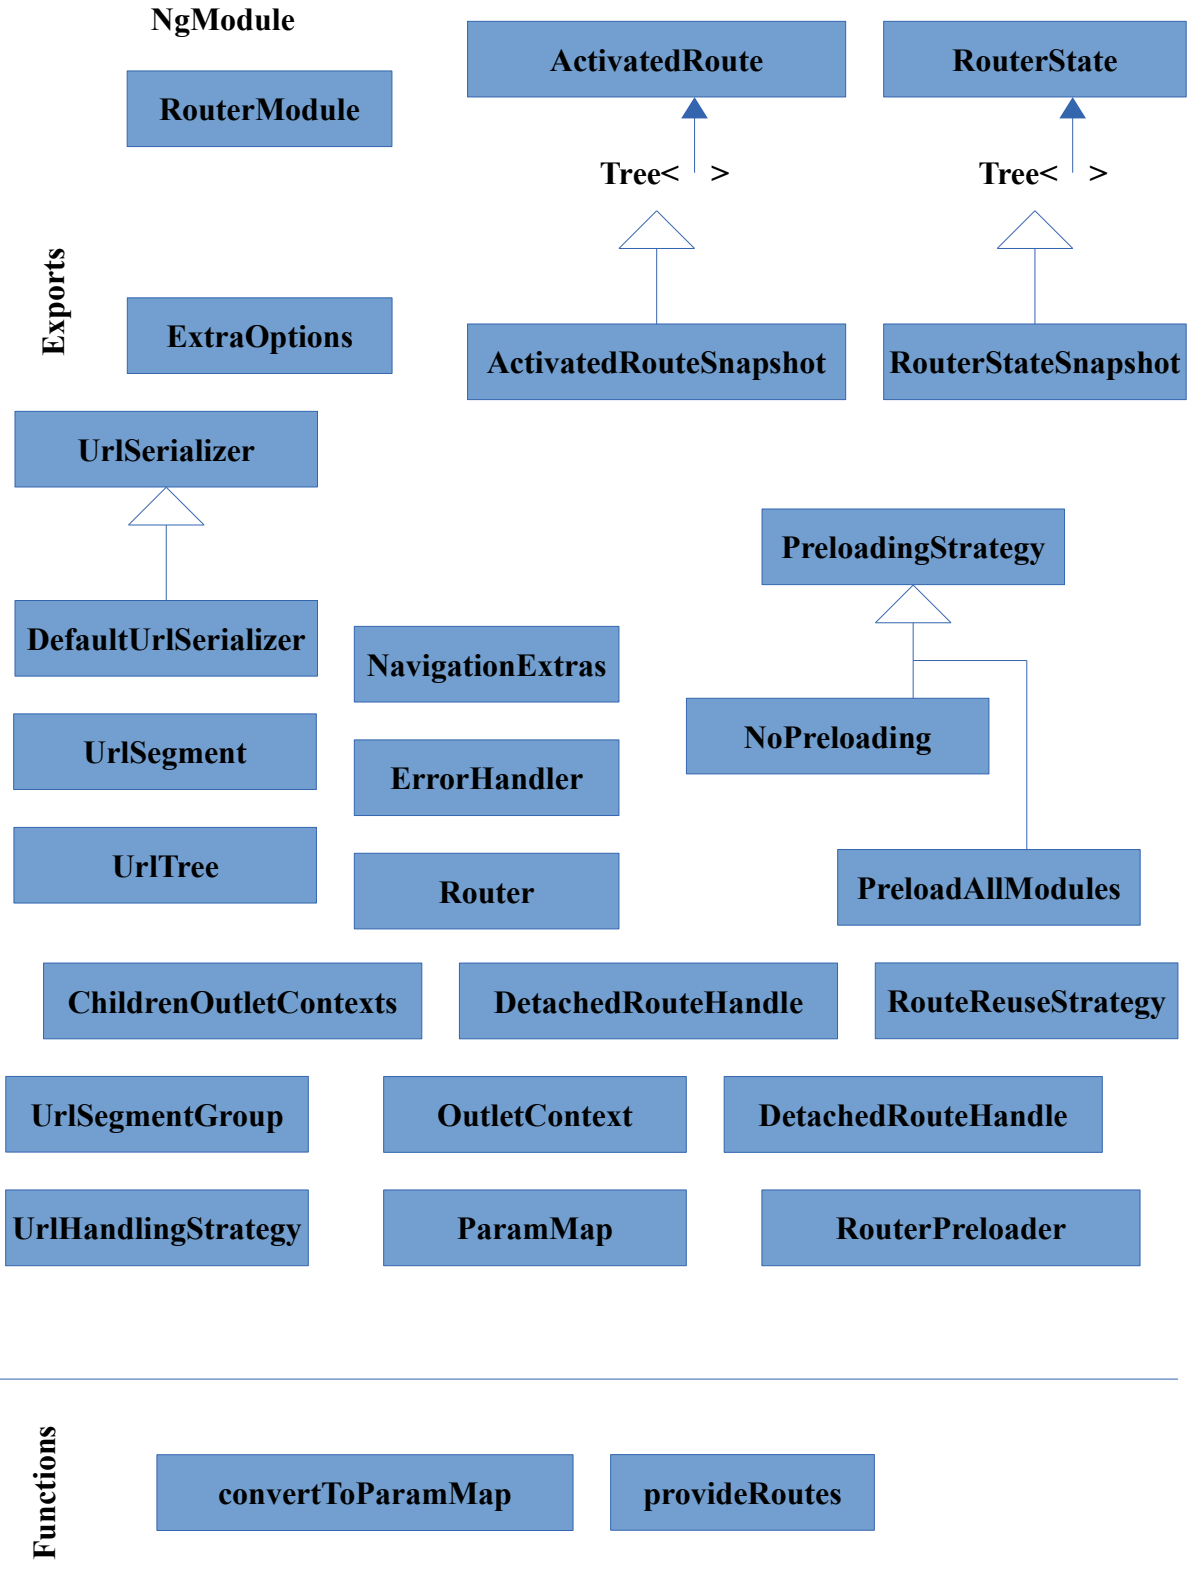 NgModule
ActivatedRoute
RouterState
RouterModule
Tree< >
Tree< >
Exports
ExtraOptions
ActivatedRouteSnapshot
RouterStateSnapshot
UrlSerializer
PreloadingStrategy
DefaultUrlSerializer
NavigationExtras
UrlSegment
NoPreloading
ErrorHandler
UrlTree
Router
PreloadAllModules
ChildrenOutletContexts
DetachedRouteHandle
RouteReuseStrategy
UrlSegmentGroup
OutletContext
DetachedRouteHandle
UrlHandlingStrategy
ParamMap
RouterPreloader
Functions
convertToParamMap
provideRoutes